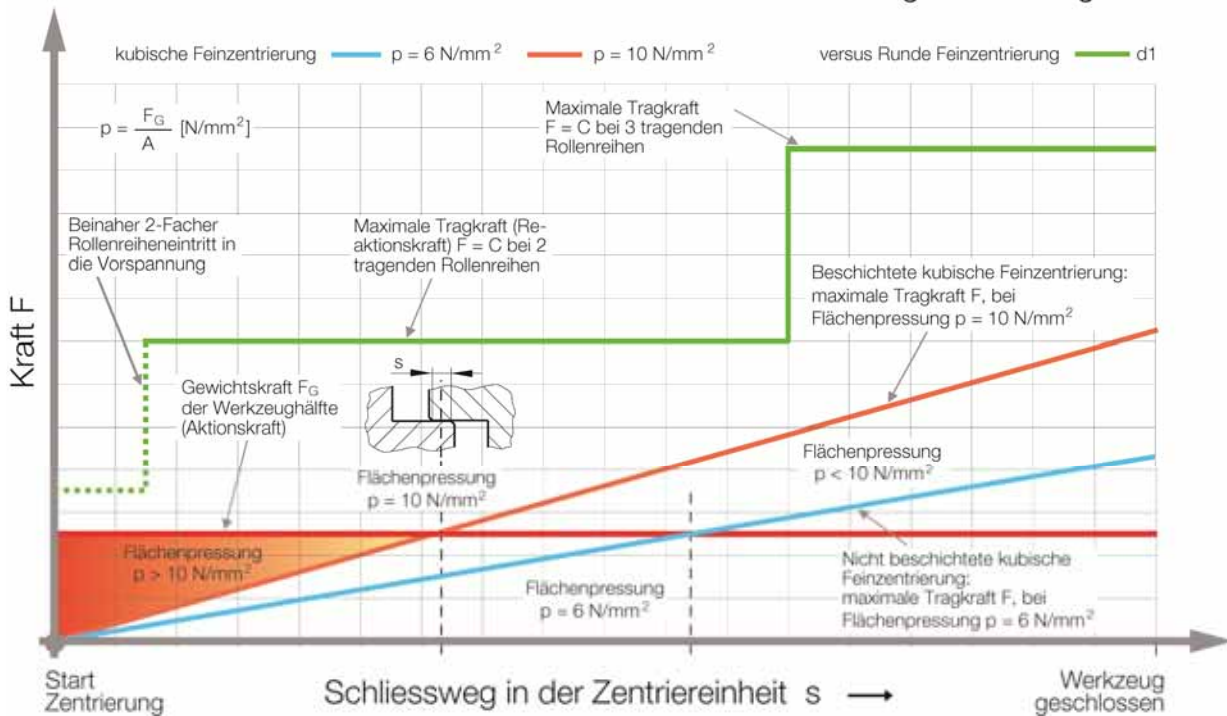 kubische Feinzentrierung
p = 6 N/mm²
p = 10 N/mm²
versus Runde Feinzentrierung
d1
p = F_G / A [N/mm²]
Maximale Tragkraft
F = C bei 3 tragenden
Rollenreihen
Beinaher 2-Facher
Rollenreiheneintritt in
die Vorspannung
Maximale Tragkraft (Re-
aktionskraft) F = C bei 2
tragenden Rollenreihen
Beschichtete kubische Feinzentrierung:
maximale Tragkraft F, bei
Flächenpressung p = 10 N/mm²
Kraft F
s
Gewichtskraft F_G
der Werkzeughälfte
(Aktionskraft)
Flächenpressung
p = 10 N/mm²
Flächenpressung
p < 10 N/mm²
Flächenpressung
p > 10 N/mm²
Flächenpressung
p = 6 N/mm²
Nicht beschichtete kubische
Feinzentrierung:
maximale Tragkraft F, bei
Flächenpressung p = 6 N/mm²
Start
Zentrierung
Schliessweg in der Zentriereinheit s
Werkzeug
geschlossen